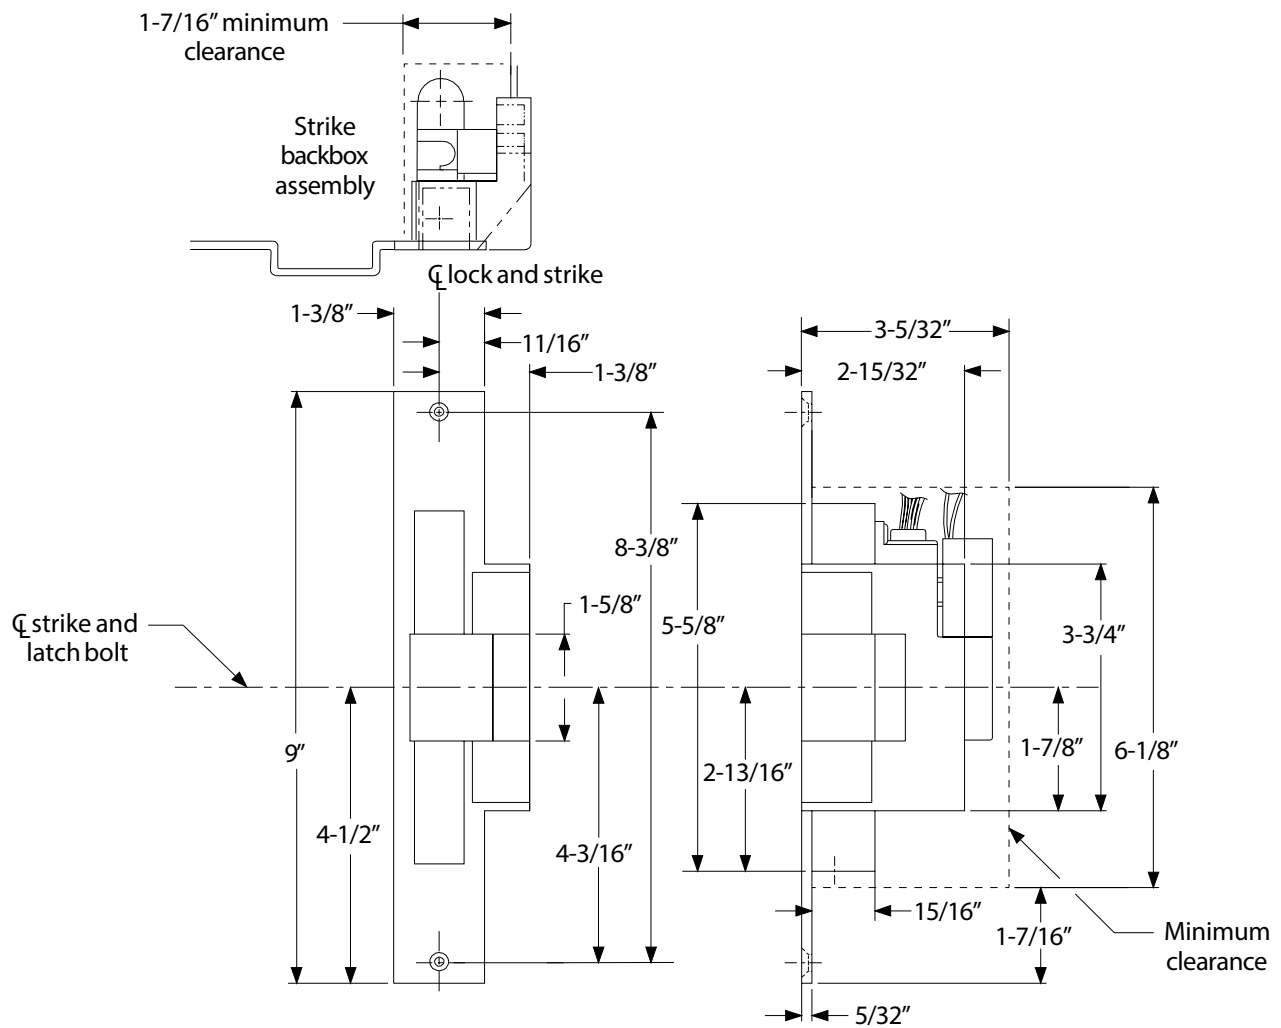 1-7/16” minimum
clearance
Strike
backbox
assembly
℄ lock and strike
1-3/8”
11/16”
1-3/8”
3-5/32”
2-15/32”
8-3/8”
1-5/8”
5-5/8”
3-3/4”
℄ strike and
latch bolt
9”
2-13/16”
1-7/8”
6-1/8”
4-1/2”
4-3/16”
15/16”
1-7/16”
Minimum
clearance
5/32”